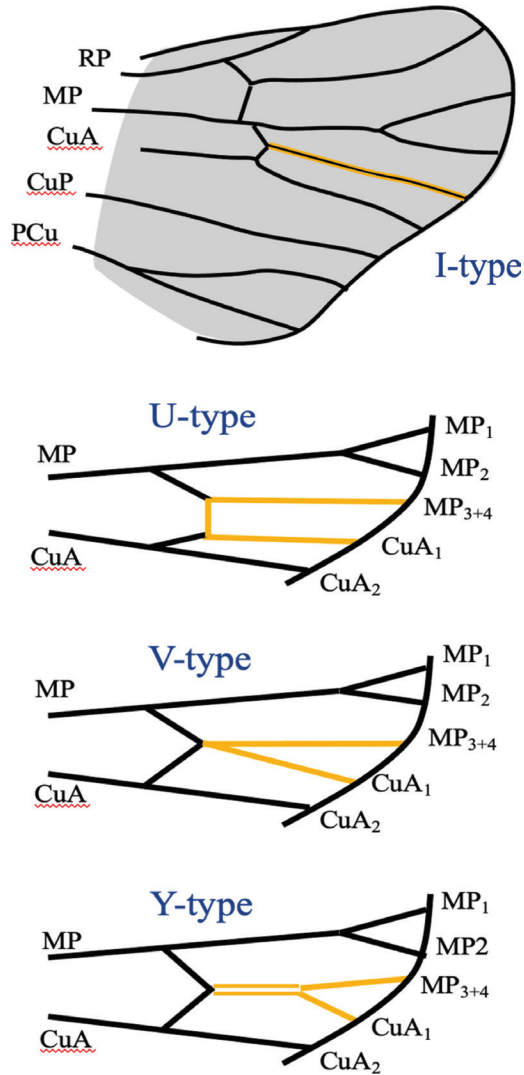 RP
MP
CuA
CuP
PCu
I-type
U-type
MP₁
MP
MP₂
MP₃₊₄
CuA₁
CuA
CuA₂
V-type
MP₁
MP
MP₂
MP₃₊₄
CuA₁
CuA
CuA₂
Y-type
MP₁
MP
MP2
MP₃₊₄
CuA₁
CuA
CuA₂